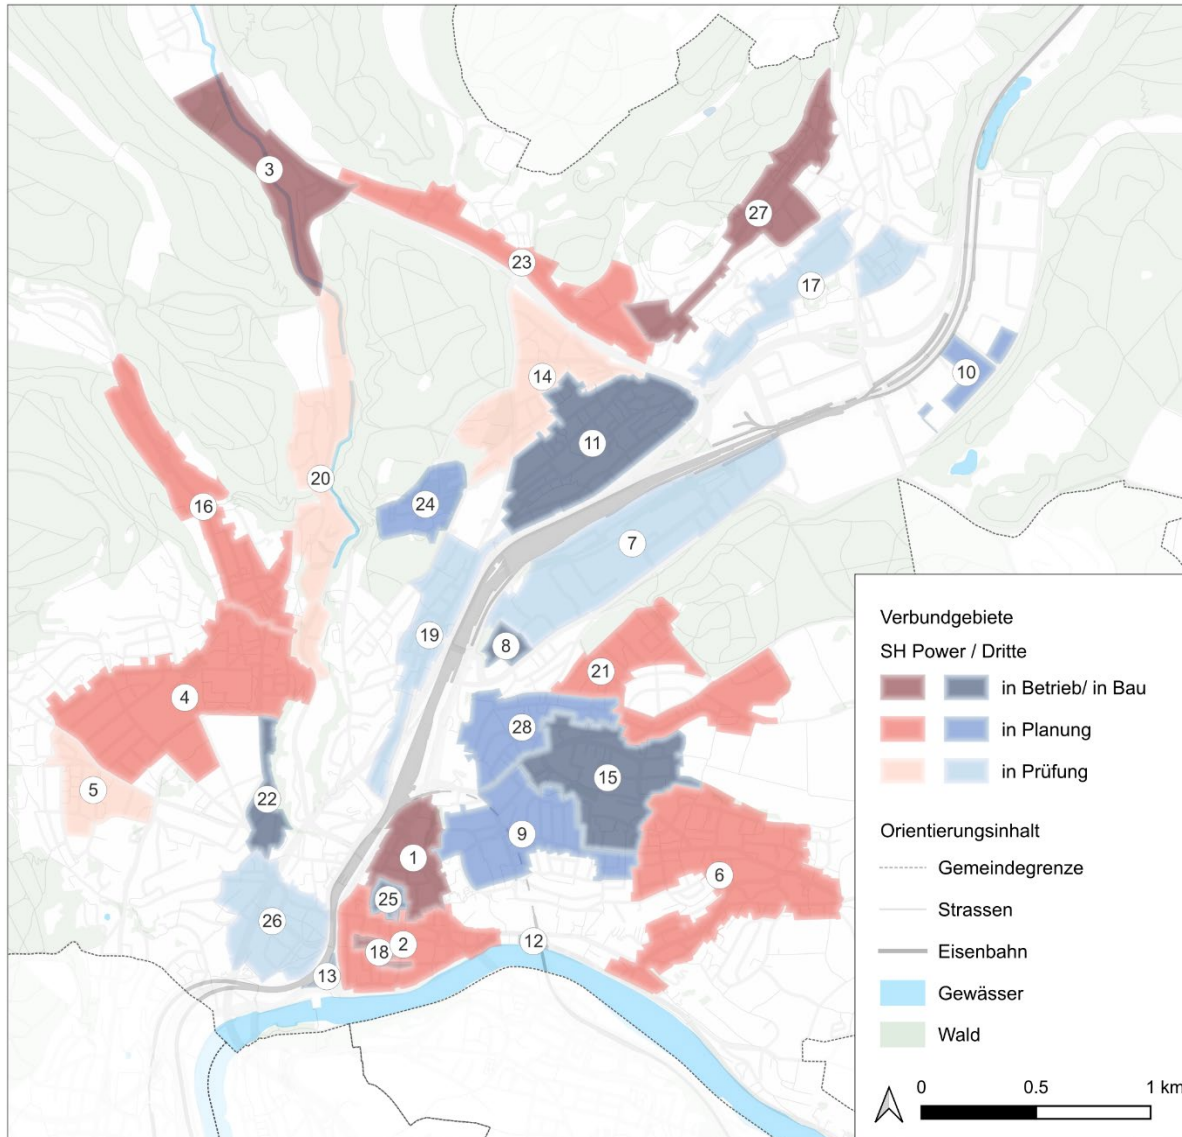 3
27
23
17
14
10
11
20
24
16
7
19
8
21
4
28
15
5
22
9
1
6
25
26
2
12
18
13
Verbundgebiete
SH Power / Dritte
in Betrieb/ in Bau
in Planung
in Prüfung
Orientierungsinhalt
Gemeindegrenze
Strassen
Eisenbahn
Gewässer
Wald
0 0.5 1 km